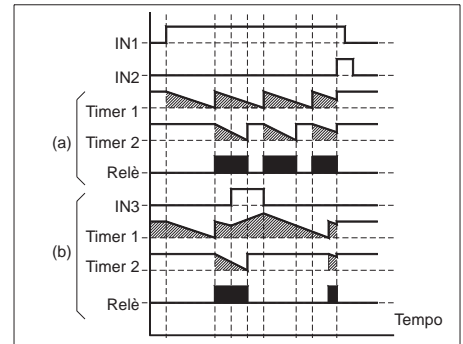 IN1
IN2
Timer 1
(a)
Timer 2
Relè
IN3
Timer 1
(b)
Timer 2
Relè
Tempo